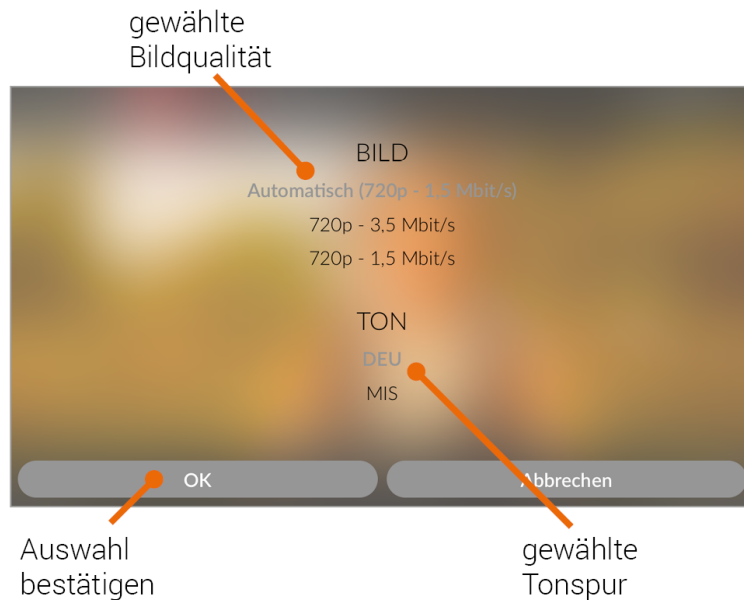 gewählte
Bildqualität
BILD
Automatisch (720p - 1,5 Mbit/s)
720p - 3,5 Mbit/s
720p - 1,5 Mbit/s
TON
DEU
MIS
OK
Abbrechen
Auswahl
bestätigen
gewählte
Tonspur